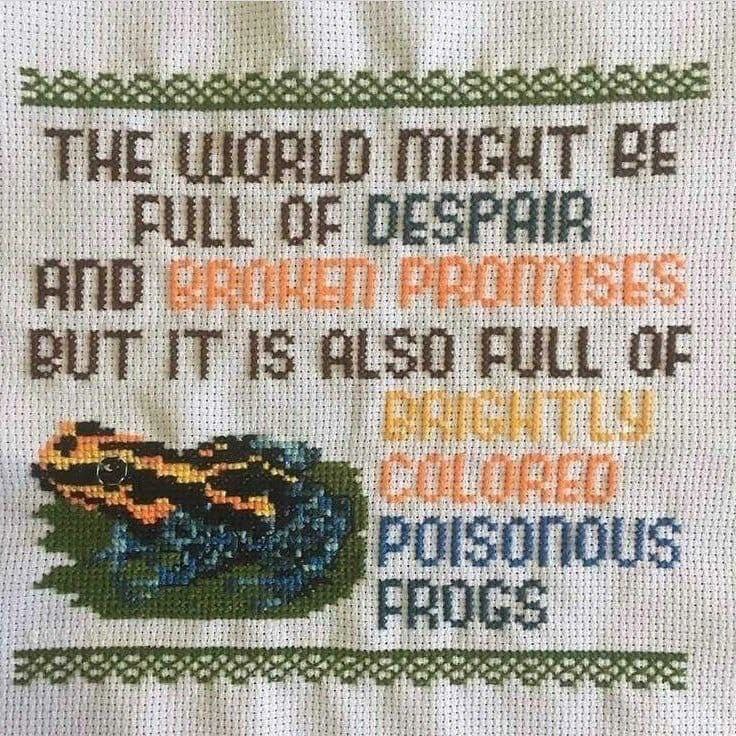 THE WORLD MIGHT BE
FULL OF DESPAIR
AND BROKEN PROMISES
BUT IT IS ALSO FULL OF
BRIGHTLY
COLORED
POISONOUS
FROGS